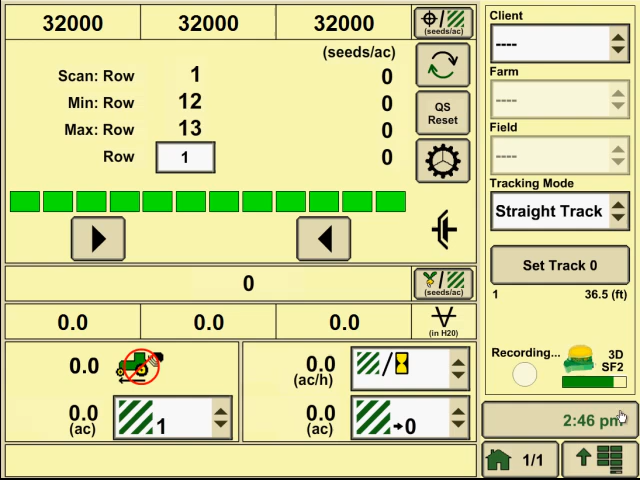 32000 32000 32000 (seeds/ac)
(seeds/ac)
Scan: Row 1 0
Min: Row 12 0
Max: Row 13 0
Row 1 0
QS
Reset
0 (seeds/ac)
0.0 0.0 0.0 (in H20)
0.0
0.0
(ac)
1
0.0
(ac/h)
0.0
(ac)
0
Client
----
Farm
----
Field
----
Tracking Mode
Straight Track
Set Track 0
1 36.5 (ft)
Recording... 3D
SF2
2:46 pm
1/1